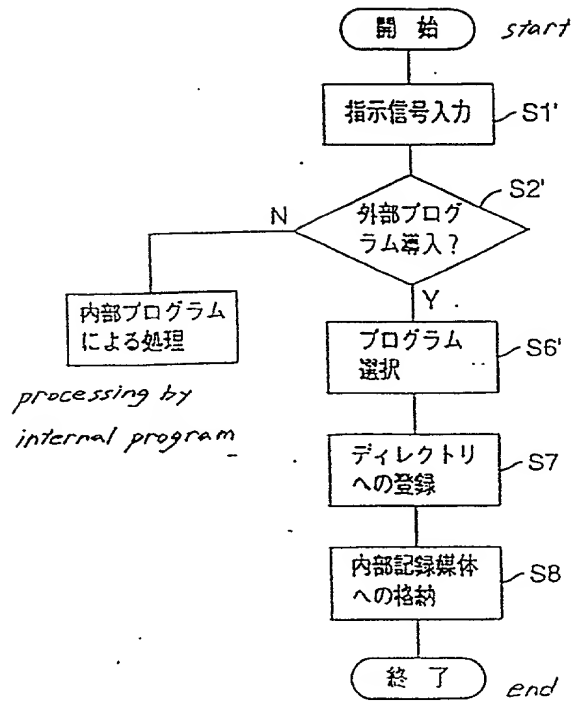 開 始
start
指示信号入力
S1'
S2'
外部プログ
ラム導入?
N
Y
内部プログラム
による処理
processing by
internal program
プログラム
選択
S6'
ディレクトリ
への登録
S7
内部記録媒体
への格納
S8
終 了
end